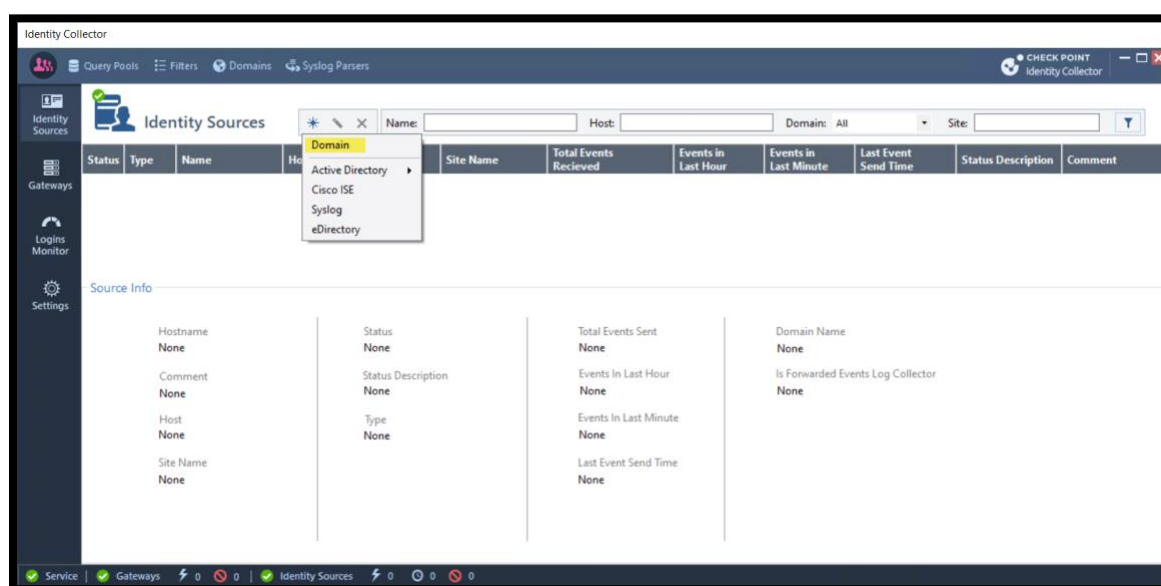 Identity Collector
Query Pools Filters Domains Syslog Parsers CHECK POINT
Identity Collector
Identity Sources
Gateways
Logins Monitor
Settings
Identity Sources Name: Host: Domain: All Site:
Domain
Active Directory
Cisco ISE
Syslog
eDirectory
Status Type Name Ho Site Name Total Events Recieved Events in Last Hour Events in Last Minute Last Event Send Time Status Description Comment
Source Info
Hostname
None
Comment
None
Host
None
Site Name
None
Status
None
Status Description
None
Type
None
Total Events Sent
None
Events In Last Hour
None
Events In Last Minute
None
Last Event Send Time
None
Domain Name
None
Is Forwarded Events Log Collector
None
Service | Gateways 0 0 | Identity Sources 0 0 0